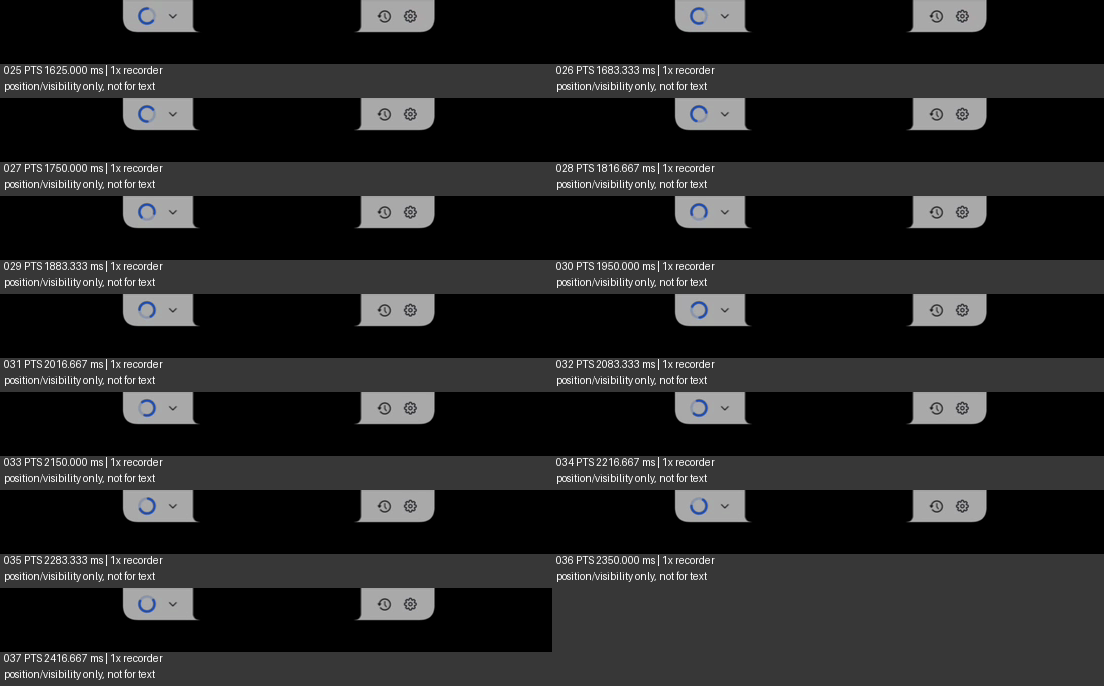 025 PTS 1625.000 ms | 1x recorder
position/visibility only, not for text
026 PTS 1683.333 ms | 1x recorder
position/visibility only, not for text
027 PTS 1750.000 ms | 1x recorder
position/visibility only, not for text
028 PTS 1816.667 ms | 1x recorder
position/visibility only, not for text
029 PTS 1883.333 ms | 1x recorder
position/visibility only, not for text
030 PTS 1950.000 ms | 1x recorder
position/visibility only, not for text
031 PTS 2016.667 ms | 1x recorder
position/visibility only, not for text
032 PTS 2083.333 ms | 1x recorder
position/visibility only, not for text
033 PTS 2150.000 ms | 1x recorder
position/visibility only, not for text
034 PTS 2216.667 ms | 1x recorder
position/visibility only, not for text
035 PTS 2283.333 ms | 1x recorder
position/visibility only, not for text
036 PTS 2350.000 ms | 1x recorder
position/visibility only, not for text
037 PTS 2416.667 ms | 1x recorder
position/visibility only, not for text